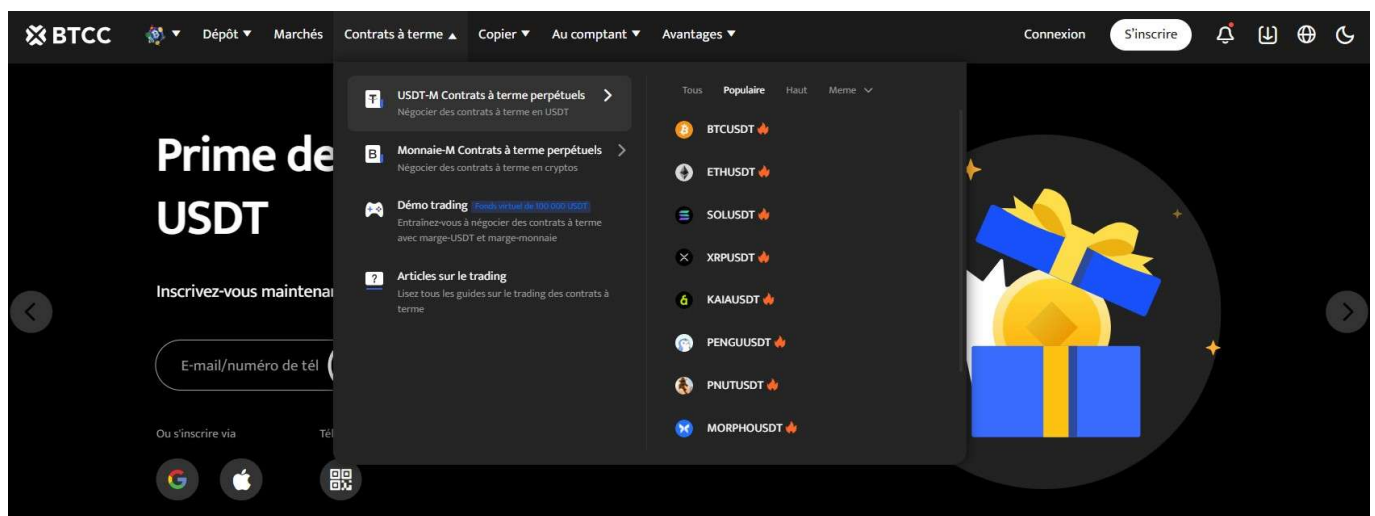 BTCC
Dépôt
Marchés
Contrats à terme
Copier
Au comptant
Avantages
Connexion
S'inscrire
Prime de
USDT
Inscrivez-vous maintenan
E-mail/numéro de tél
Ou s'inscrire via
Tél
USDT-M Contrats à terme perpétuels
Négocier des contrats à terme en USDT
Monnaie-M Contrats à terme perpétuels
Négocier des contrats à terme en cryptos
Démo trading Fonds virtuel de 100 000 USDT
Entraînez-vous à négocier des contrats à terme
avec marge-USDT et marge-monnaie
Articles sur le trading
Lisez tous les guides sur le trading des contrats à
terme
Tous
Populaire
Haut
Meme
BTCUSDT
ETHUSDT
SOLUSDT
XRPUSDT
KAIAUSDT
PENGUUSDT
PNUTUSDT
MORPHOUSDT